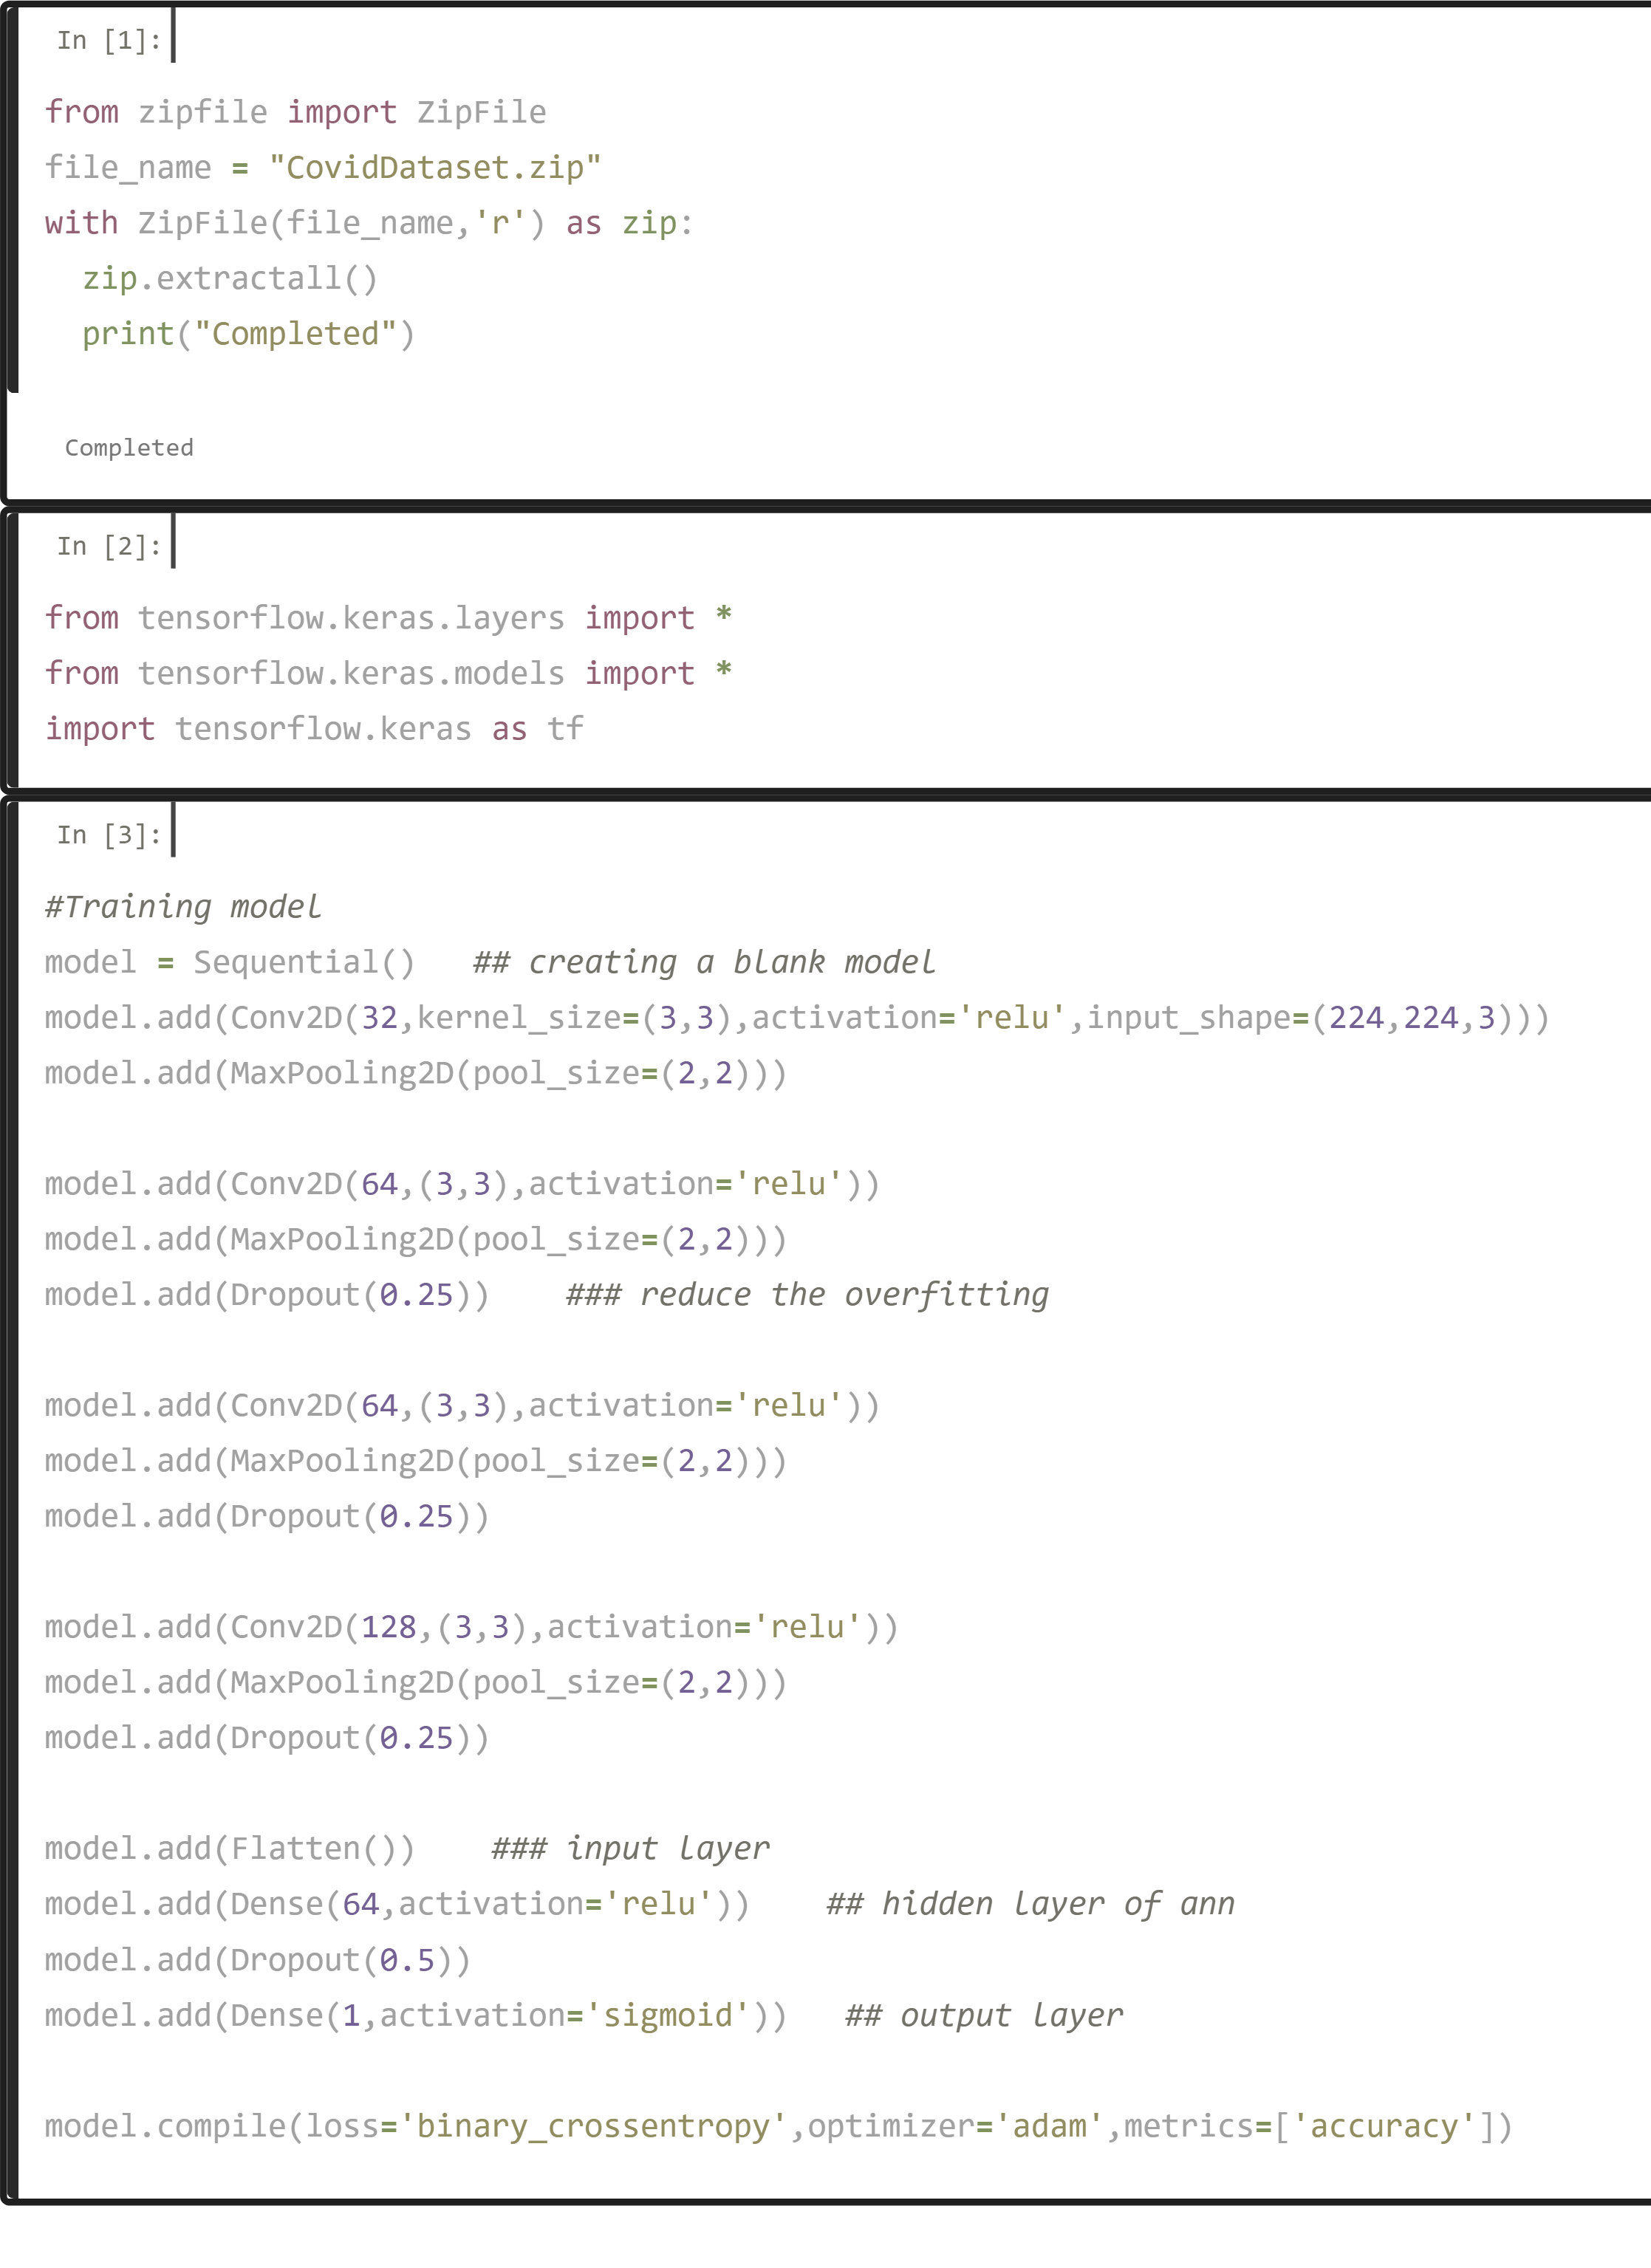 In [1]:
from zipfile import ZipFile
file_name = "CovidDataset.zip"
with ZipFile(file_name,'r') as zip:
  zip.extractall()
  print("Completed")
Completed
In [2]:
from tensorflow.keras.layers import *
from tensorflow.keras.models import *
import tensorflow.keras as tf
In [3]:
#Training model
model = Sequential()   ## creating a blank model
model.add(Conv2D(32,kernel_size=(3,3),activation='relu',input_shape=(224,224,3)))
model.add(MaxPooling2D(pool_size=(2,2)))
model.add(Conv2D(64,(3,3),activation='relu'))
model.add(MaxPooling2D(pool_size=(2,2)))
model.add(Dropout(0.25))    ### reduce the overfitting
model.add(Conv2D(64,(3,3),activation='relu'))
model.add(MaxPooling2D(pool_size=(2,2)))
model.add(Dropout(0.25))
model.add(Conv2D(128,(3,3),activation='relu'))
model.add(MaxPooling2D(pool_size=(2,2)))
model.add(Dropout(0.25))
model.add(Flatten())    ### input layer
model.add(Dense(64,activation='relu'))    ## hidden layer of ann
model.add(Dropout(0.5))
model.add(Dense(1,activation='sigmoid'))   ## output layer
model.compile(loss='binary_crossentropy',optimizer='adam',metrics=['accuracy'])